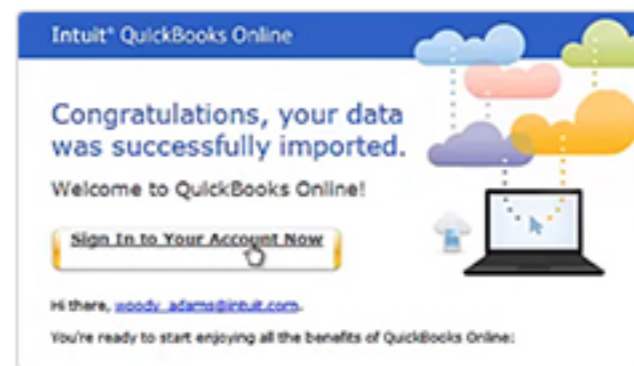 Intuit® QuickBooks Online
Congratulations, your data
was successfully imported.
Welcome to QuickBooks Online!
Sign In to Your Account Now
Hi there, woody_adams@intuit.com.
You're ready to start enjoying all the benefits of QuickBooks Online: